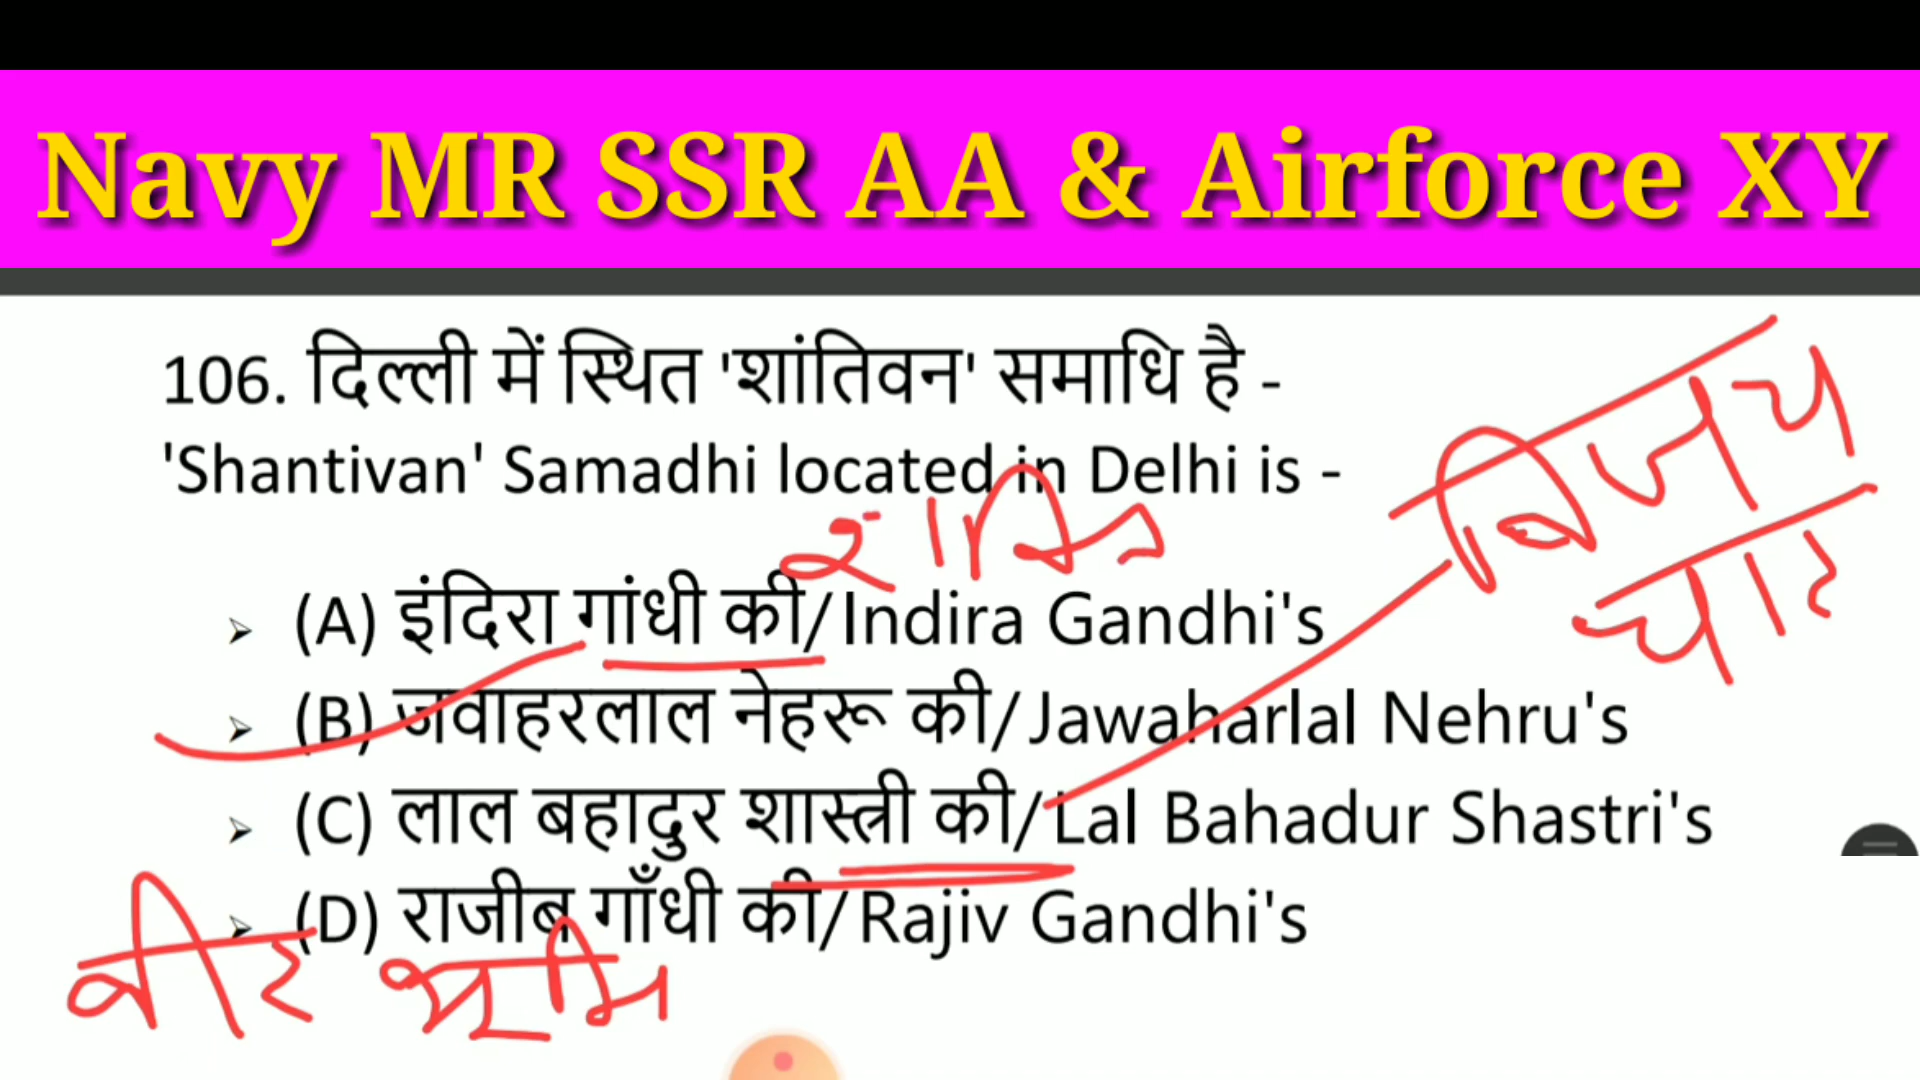 Navy MR SSR AA & Airforce XY
106. दिल्ली में स्थित 'शांतिवन' समाधि है -
'Shantivan' Samadhi located in Delhi is -
विजय
घाट
(A) इंदिरा गांधी की/Indira Gandhi's
(B) जवाहरलाल नेहरू की/Jawaharlal Nehru's
(C) लाल बहादुर शास्त्री की/Lal Bahadur Shastri's
(D) राजीब गाँधी की/Rajiv Gandhi's
वीर भूमि